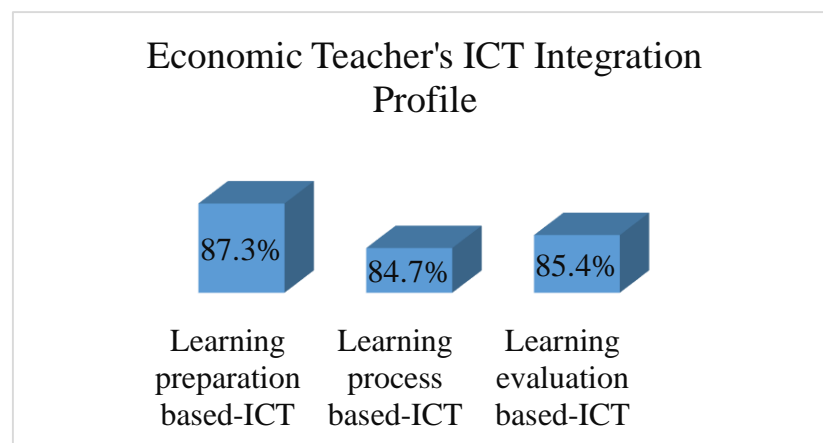 Economic Teacher's ICT Integration
Profile
87.3%
84.7%
85.4%
Learning
preparation
based-ICT
Learning
process
based-ICT
Learning
evaluation
based-ICT